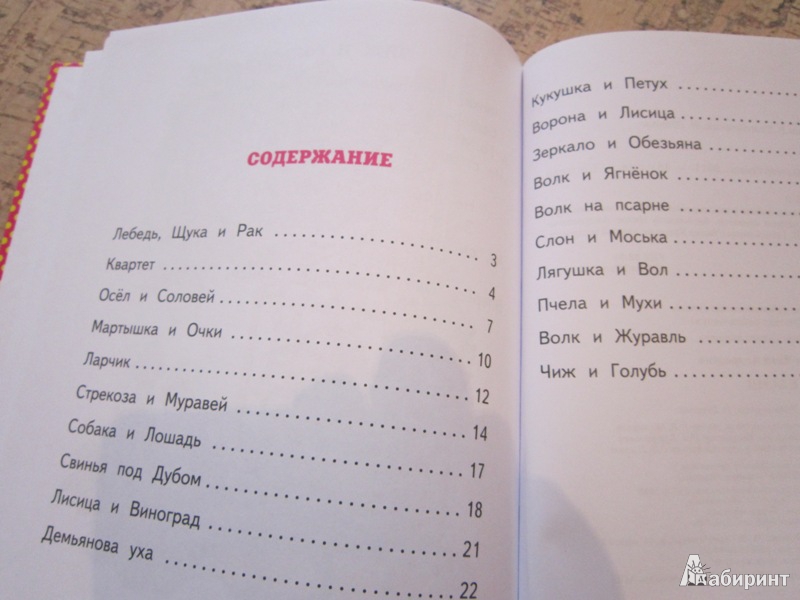 СОДЕРЖАНИЕ
Лебедь, Щука и Рак 3
Квартет 4
Осёл и Соловей 7
Мартышка и Очки 10
Ларчик 12
Стрекоза и Муравей 14
Собака и Лошадь 17
Свинья под Дубом 18
Лисица и Виноград 21
Демьянова уха 22
Кукушка и Петух
Ворона и Лисица
Зеркало и Обезьяна
Волк и Ягнёнок
Волк на псарне
Слон и Моська
Лягушка и Вол
Пчела и Мухи
Волк и Журавль
Чиж и Голубь
Лабиринт